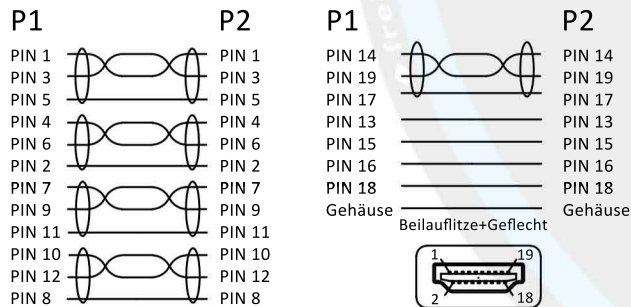 P1 P2
PIN 1 PIN 1
PIN 3 PIN 3
PIN 5 PIN 5
PIN 4 PIN 4
PIN 6 PIN 6
PIN 2 PIN 2
PIN 7 PIN 7
PIN 9 PIN 9
PIN 11 PIN 11
PIN 10 PIN 10
PIN 12 PIN 12
PIN 8 PIN 8
P1 P2
PIN 14 PIN 14
PIN 19 PIN 19
PIN 17 PIN 17
PIN 13 PIN 13
PIN 15 PIN 15
PIN 16 PIN 16
PIN 18 PIN 18
Gehäuse Gehäuse
Beilauflitze+Geflecht
1 19
2 18